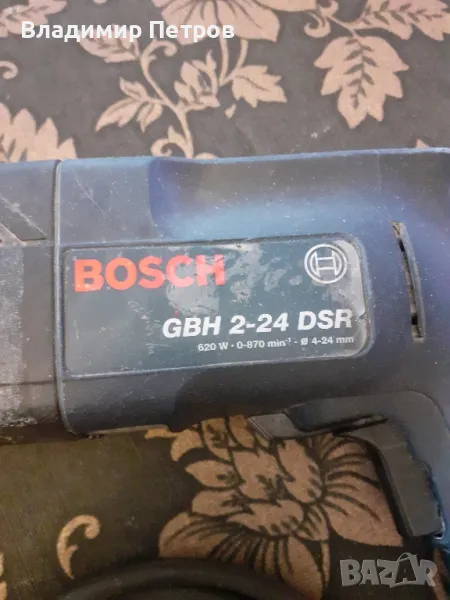 Владимир Петров
BOSCH
GBH 2-24 DSR
620 W · 0-870 min⁻¹ - Ø 4-24 mm
BAZAR